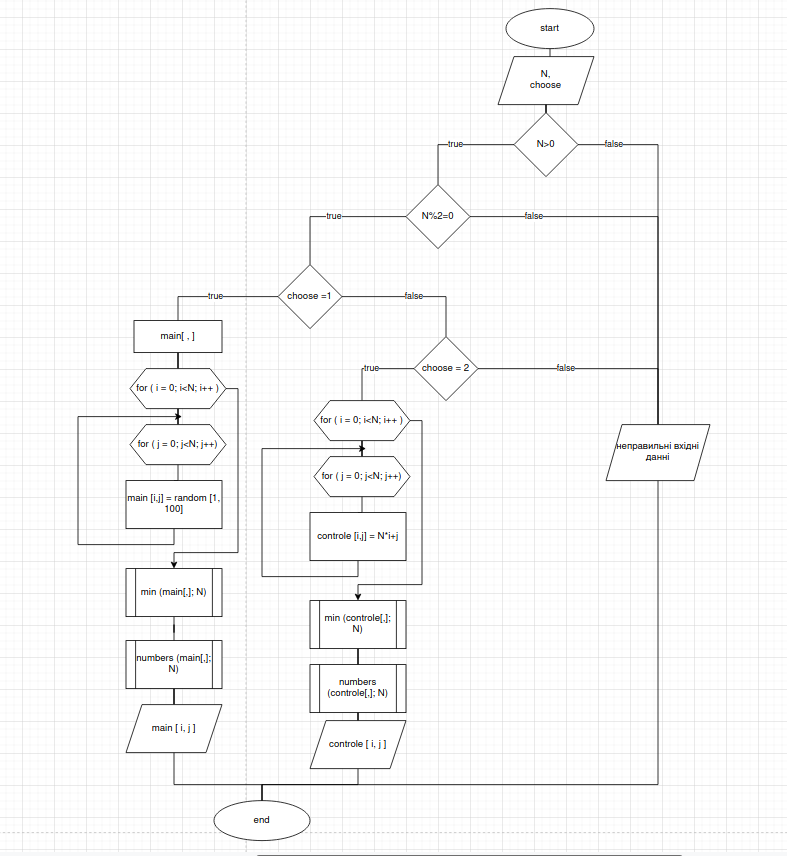 start
N,
choose
N>0
true
false
N%2=0
true
false
choose =1
true
false
main[ , ]
choose = 2
true
false
for ( i = 0; i<N; i++ )
for ( j = 0; j<N; j++)
main [i,j] = random [1,
100]
for ( i = 0; i<N; i++ )
for ( j = 0; j<N; j++)
controle [i,j] = N*i+j
неправильні вхідні
данні
min (main[,]; N)
numbers (main[,];
N)
main [ i, j ]
min (controle[,];
N)
numbers
(controle[,]; N)
controle [ i, j ]
end